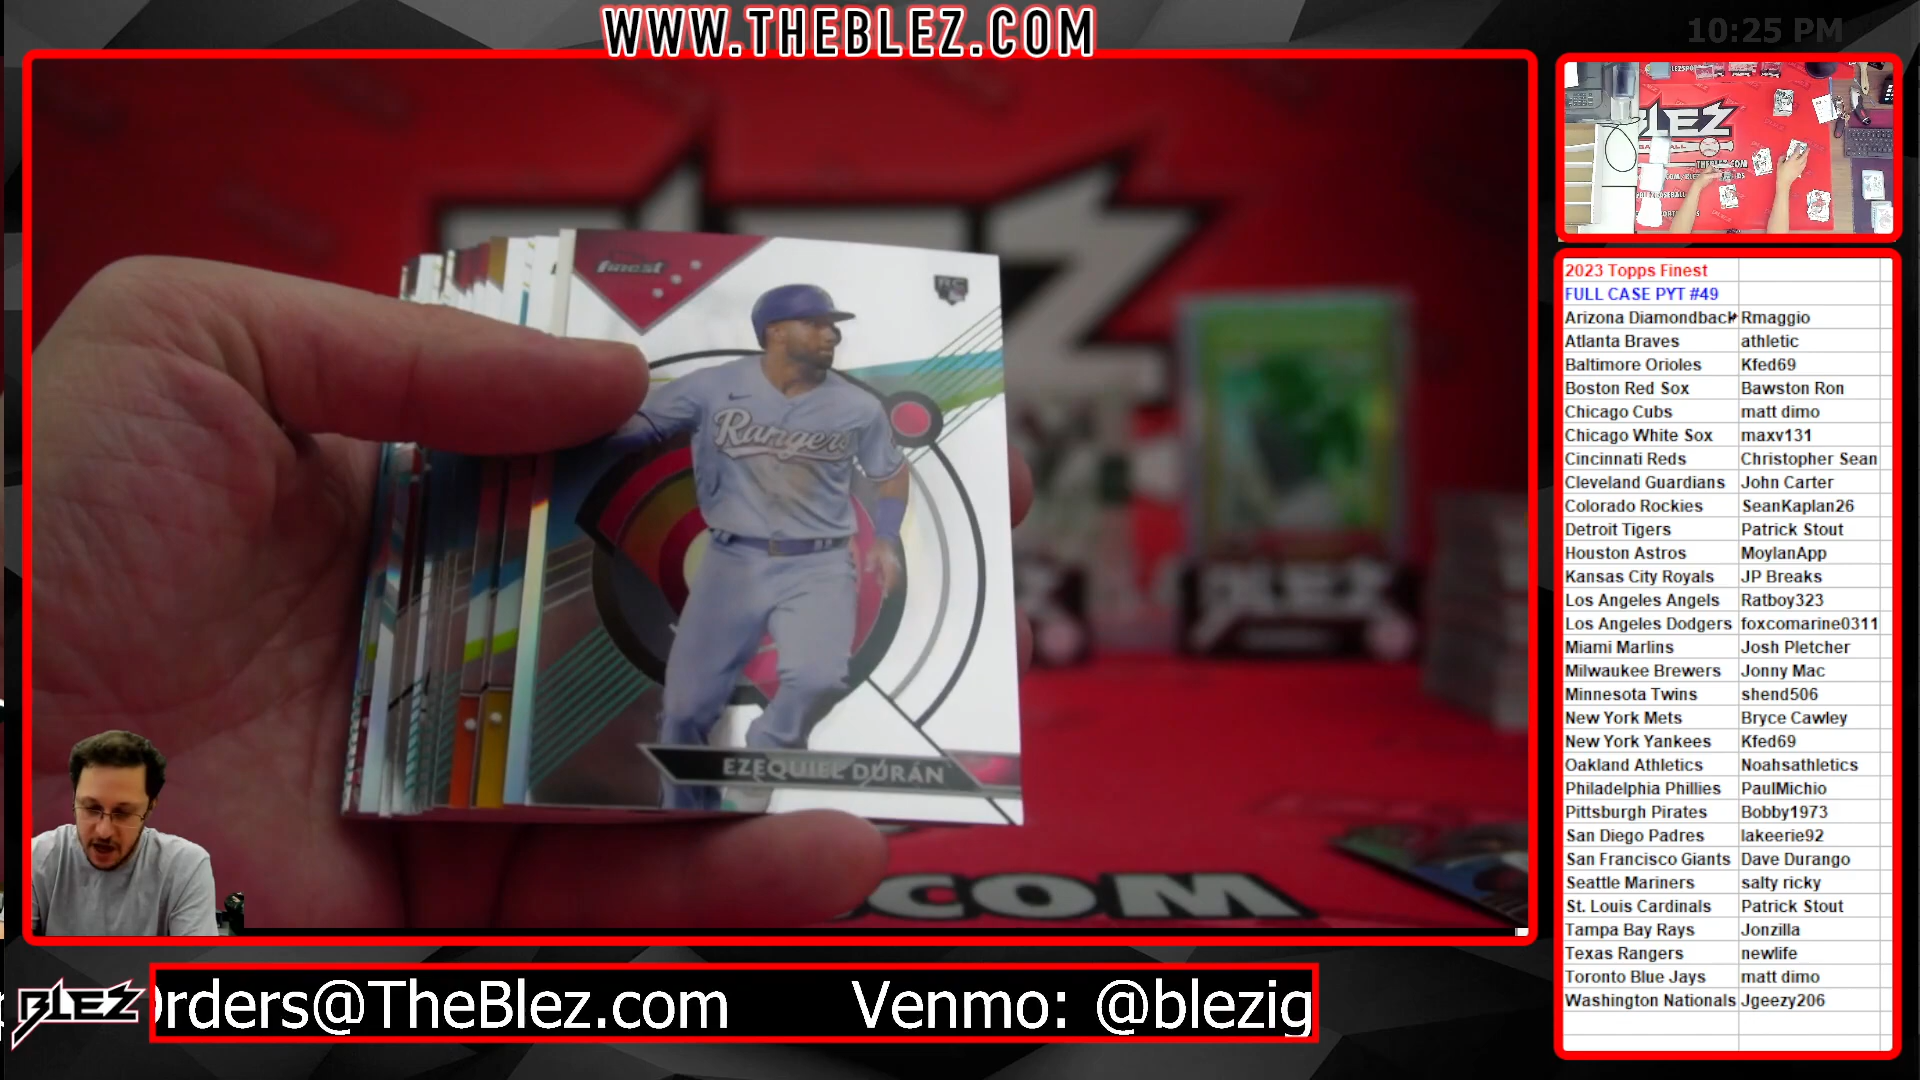 WWW.THEBLEZ.COM
10:25 PM
finest
RC
Rangers
EZEQUIEL DURÁN
COM
BLEZ
THEBLEZ.COM
2023 Topps Finest
FULL CASE PYT #49
Arizona Diamondback Rmaggio
Atlanta Braves athletic
Baltimore Orioles Kfed69
Boston Red Sox Bawston Ron
Chicago Cubs matt dimo
Chicago White Sox maxv131
Cincinnati Reds Christopher Sean
Cleveland Guardians John Carter
Colorado Rockies SeanKaplan26
Detroit Tigers Patrick Stout
Houston Astros MoylanApp
Kansas City Royals JP Breaks
Los Angeles Angels Ratboy323
Los Angeles Dodgers foxcomarine0311
Miami Marlins Josh Pletcher
Milwaukee Brewers Jonny Mac
Minnesota Twins shend506
New York Mets Bryce Cawley
New York Yankees Kfed69
Oakland Athletics Noahsathletics
Philadelphia Phillies PaulMichio
Pittsburgh Pirates Bobby1973
San Diego Padres lakeerie92
San Francisco Giants Dave Durango
Seattle Mariners salty ricky
St. Louis Cardinals Patrick Stout
Tampa Bay Rays Jonzilla
Texas Rangers newlife
Toronto Blue Jays matt dimo
Washington Nationals Jgeezy206
BLEZ
Orders@TheBlez.com Venmo: @blezig